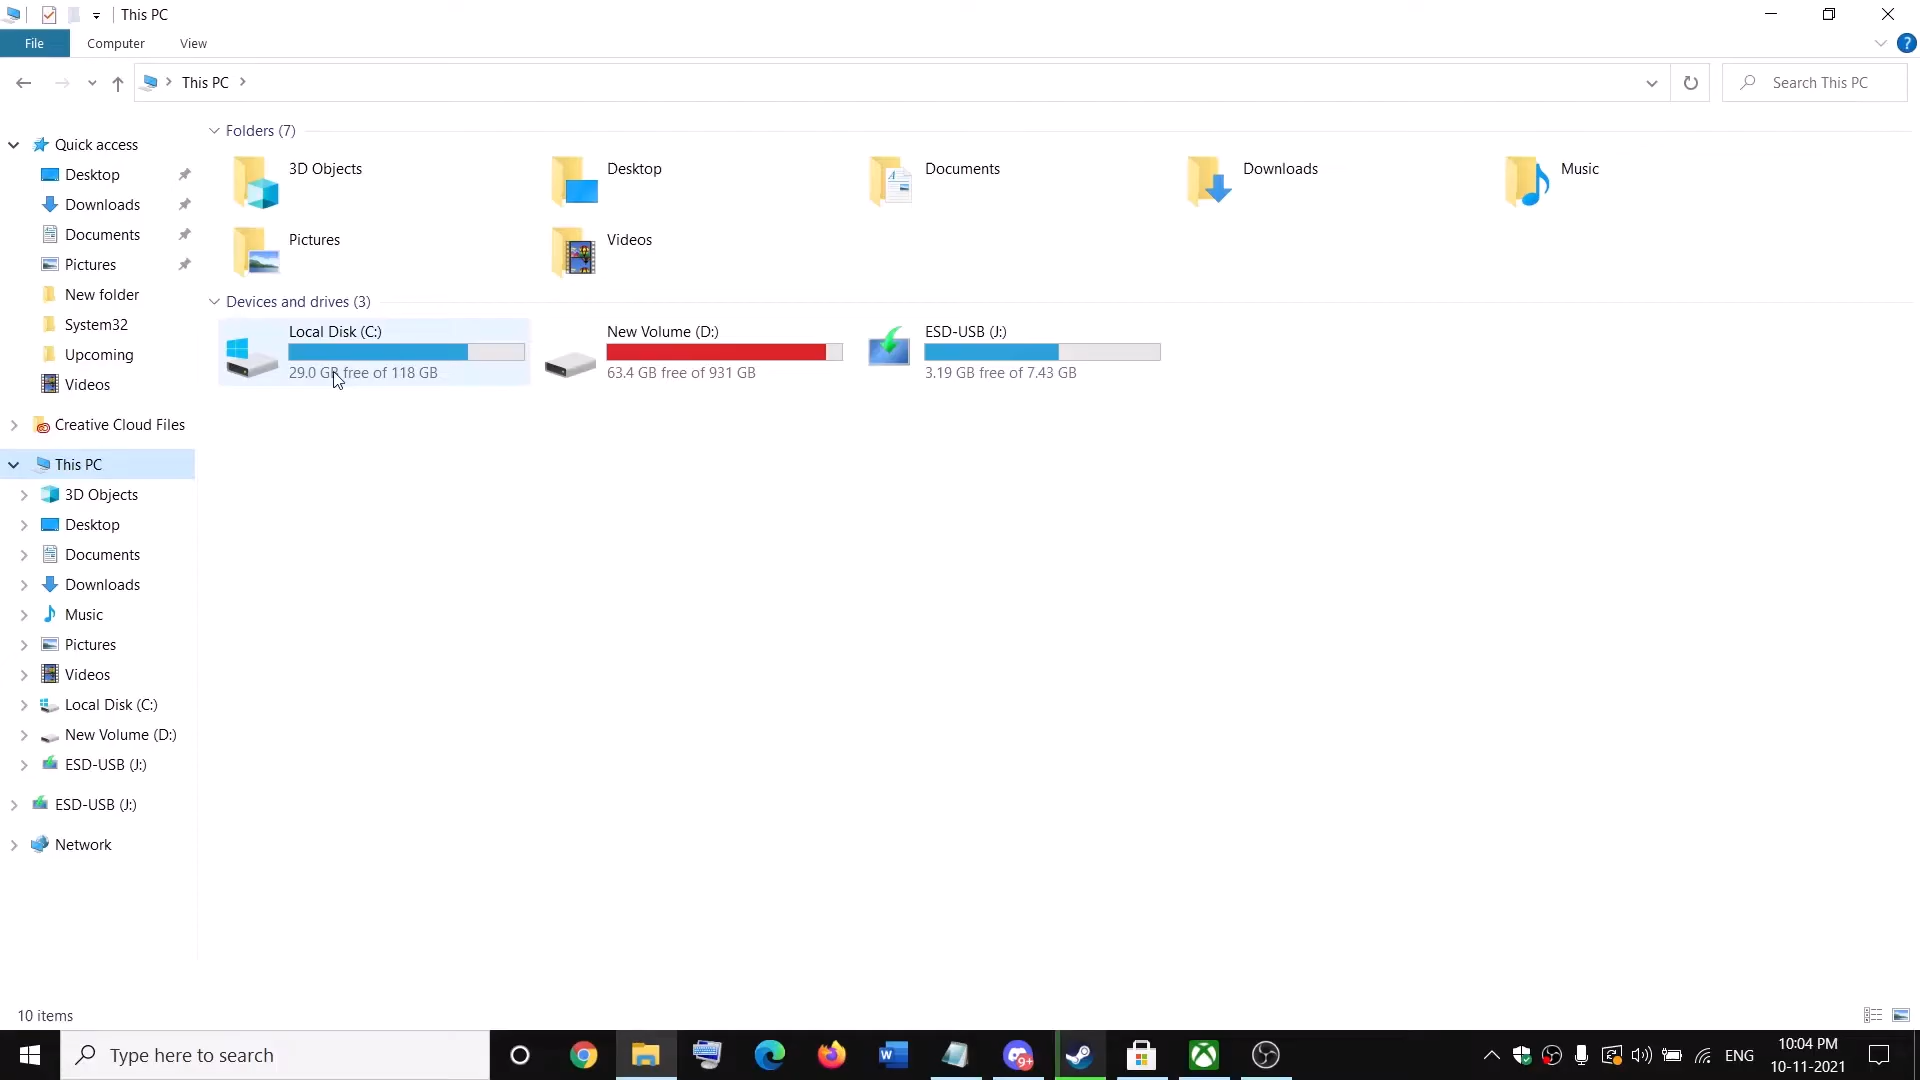 This PC
File
Computer
View
This PC
Search This PC
Quick access
Desktop
Downloads
Documents
Pictures
New folder
System32
Upcoming
Videos
Creative Cloud Files
This PC
3D Objects
Desktop
Documents
Downloads
Music
Pictures
Videos
Local Disk (C:)
New Volume (D:)
ESD-USB (J:)
ESD-USB (J:)
Network
Folders (7)
3D Objects
Desktop
Documents
Downloads
Music
Pictures
Videos
Devices and drives (3)
Local Disk (C:)
29.0 GB free of 118 GB
New Volume (D:)
63.4 GB free of 931 GB
ESD-USB (J:)
3.19 GB free of 7.43 GB
10 items
Type here to search
W
9+
ENG
10:04 PM
10-11-2021